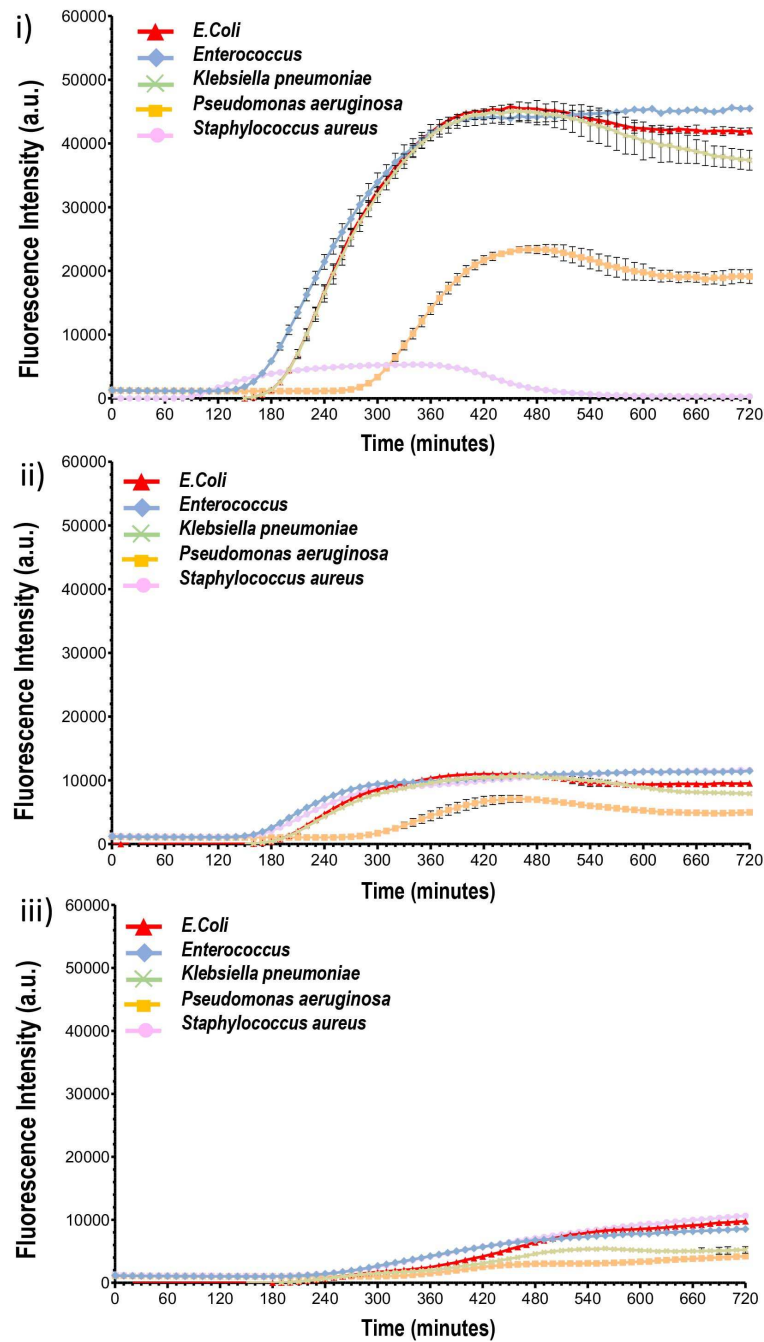 i)
60000
50000
40000
30000
20000
10000
0
Fluorescence Intensity (a.u.)
E.Coli
Enterococcus
Klebsiella pneumoniae
Pseudomonas aeruginosa
Staphylococcus aureus
0 60 120 180 240 300 360 420 480 540 600 660 720
Time (minutes)
ii)
60000
50000
40000
30000
20000
10000
0
Fluorescence Intensity (a.u.)
E.Coli
Enterococcus
Klebsiella pneumoniae
Pseudomonas aeruginosa
Staphylococcus aureus
0 60 120 180 240 300 360 420 480 540 600 660 720
Time (minutes)
iii)
60000
50000
40000
30000
20000
10000
0
Fluorescence Intensity (a.u.)
E.Coli
Enterococcus
Klebsiella pneumoniae
Pseudomonas aeruginosa
Staphylococcus aureus
0 60 120 180 240 300 360 420 480 540 600 660 720
Time (minutes)